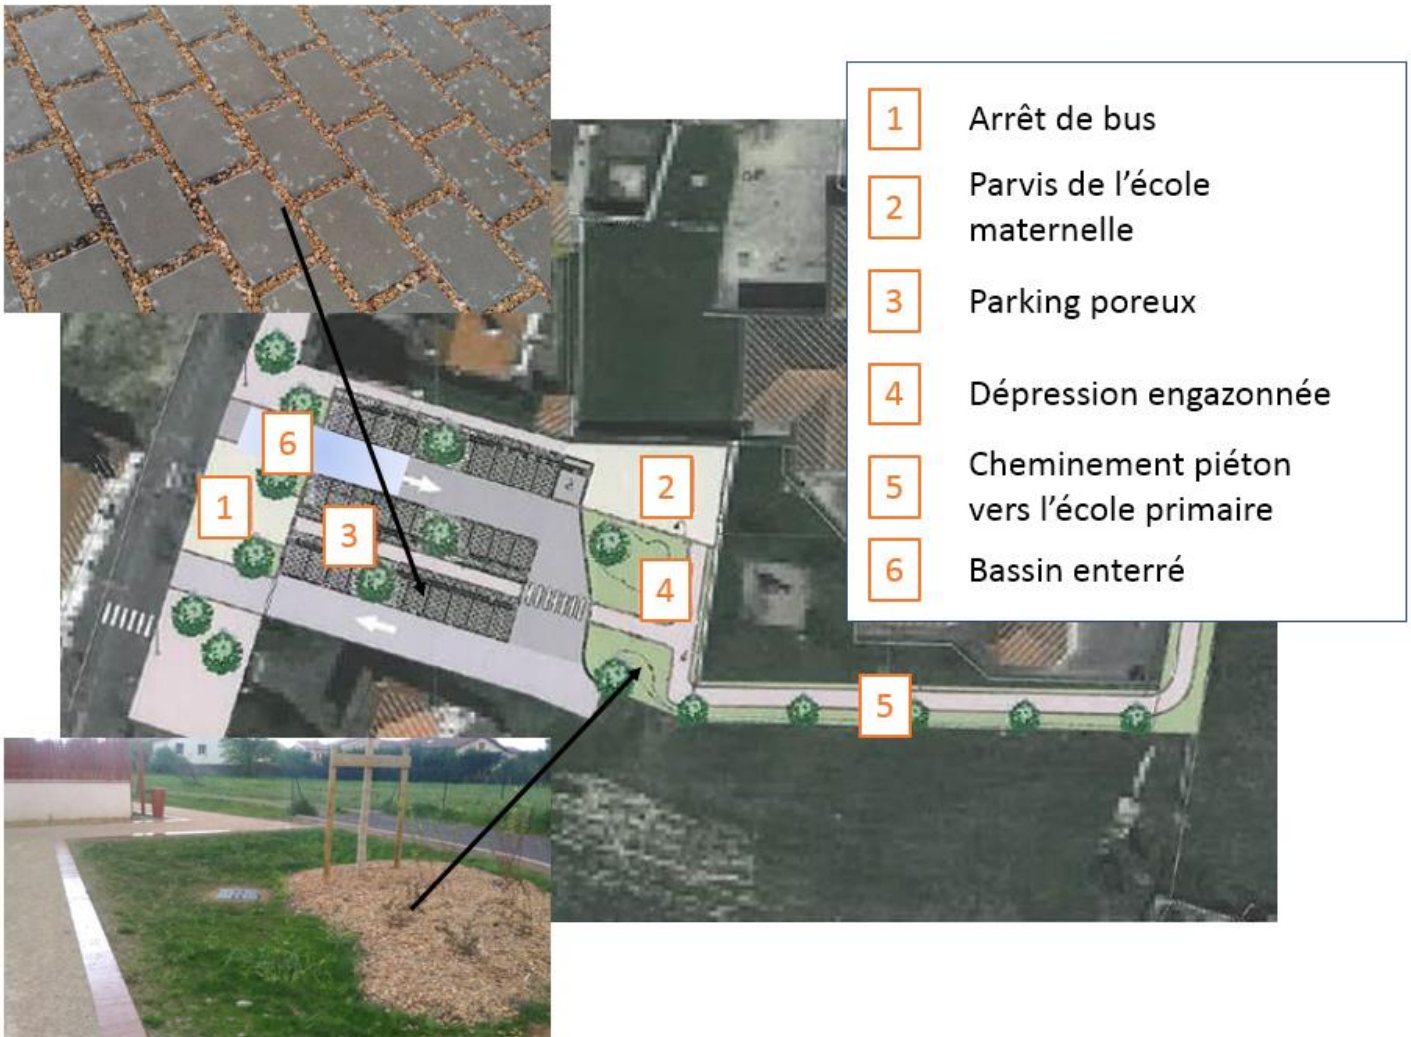 1 Arrêt de bus
2 Parvis de l’école
maternelle
3 Parking poreux
4 Dépression engazonnée
5 Cheminement piéton
vers l’école primaire
6 Bassin enterré
6
1
2
3
4
5